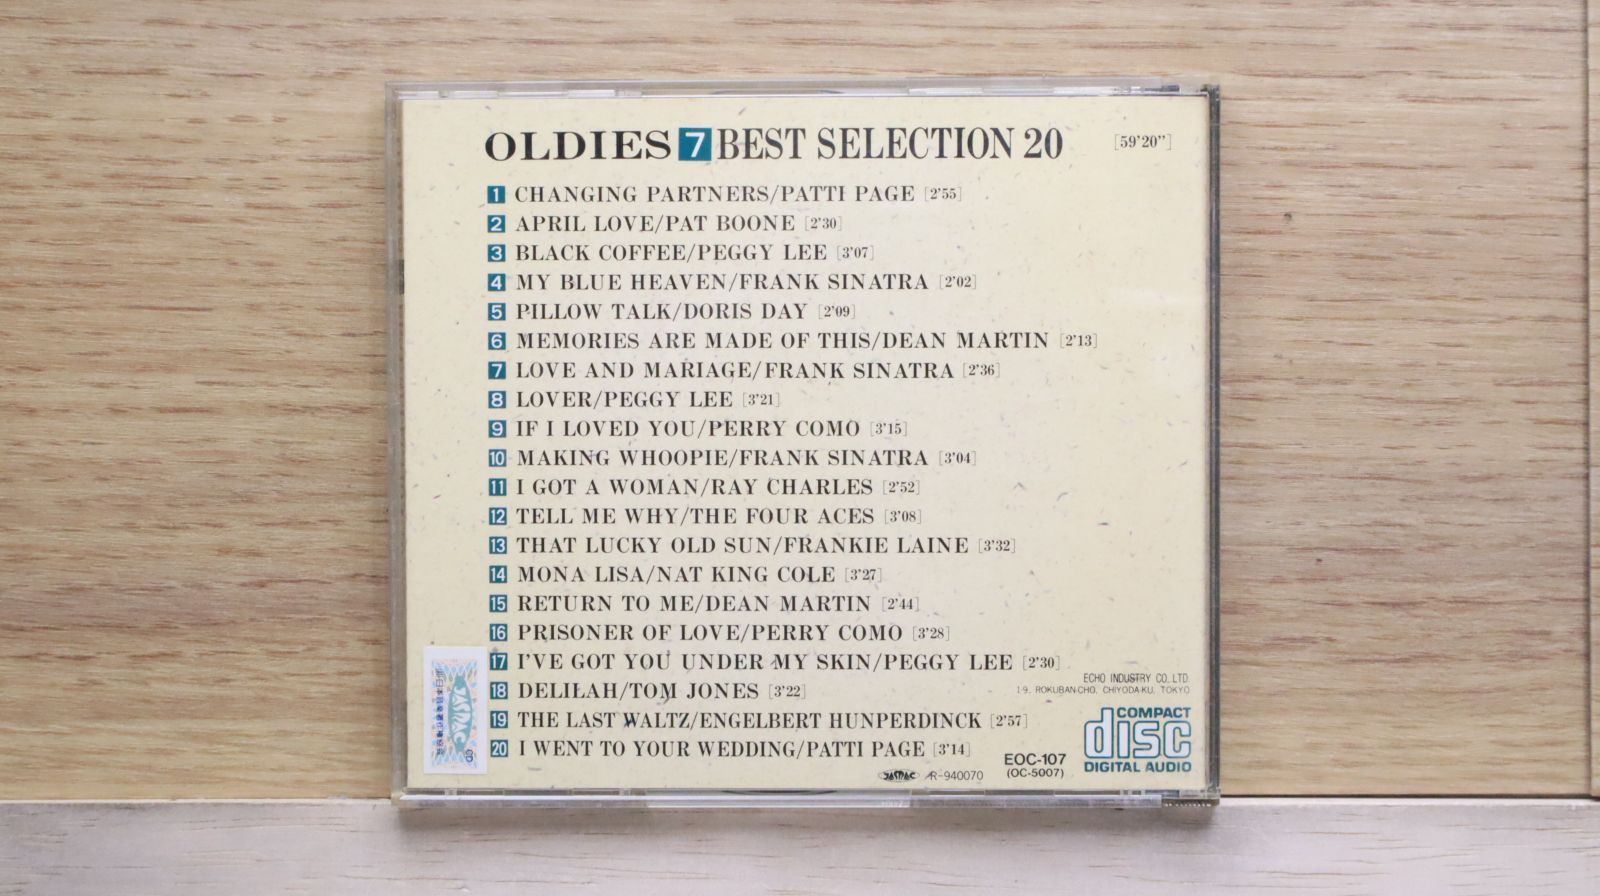 OLDIES 7 BEST SELECTION 20 [59'20"]
1 CHANGING PARTNERS/PATTI PAGE [2'55]
2 APRIL LOVE/PAT BOONE [2'30]
3 BLACK COFFEE/PEGGY LEE [3'07]
4 MY BLUE HEAVEN/FRANK SINATRA [2'02]
5 PILLOW TALK/DORIS DAY [2'09]
6 MEMORIES ARE MADE OF THIS/DEAN MARTIN [2'13]
7 LOVE AND MARIAGE/FRANK SINATRA [2'36]
8 LOVER/PEGGY LEE [3'21]
9 IF I LOVED YOU/PERRY COMO [3'15]
10 MAKING WHOOPIE/FRANK SINATRA [3'04]
11 I GOT A WOMAN/RAY CHARLES [2'52]
12 TELL ME WHY/THE FOUR ACES [3'08]
13 THAT LUCKY OLD SUN/FRANKIE LAINE [3'32]
14 MONA LISA/NAT KING COLE [3'27]
15 RETURN TO ME/DEAN MARTIN [2'44]
16 PRISONER OF LOVE/PERRY COMO [3'28]
17 I'VE GOT YOU UNDER MY SKIN/PEGGY LEE [2'30]
18 DELILAH/TOM JONES [3'22]
19 THE LAST WALTZ/ENGELBERT HUNPERDINCK [2'57]
20 I WENT TO YOUR WEDDING/PATTI PAGE [3'14]
ECHO INDUSTRY CO. LTD.
1-9, ROKUBAN-CHO, CHIYODA-KU, TOKYO
COMPACT
disc
DIGITAL AUDIO
EOC-107
(OC-5007)
JASRAC R-940070
JASRAC